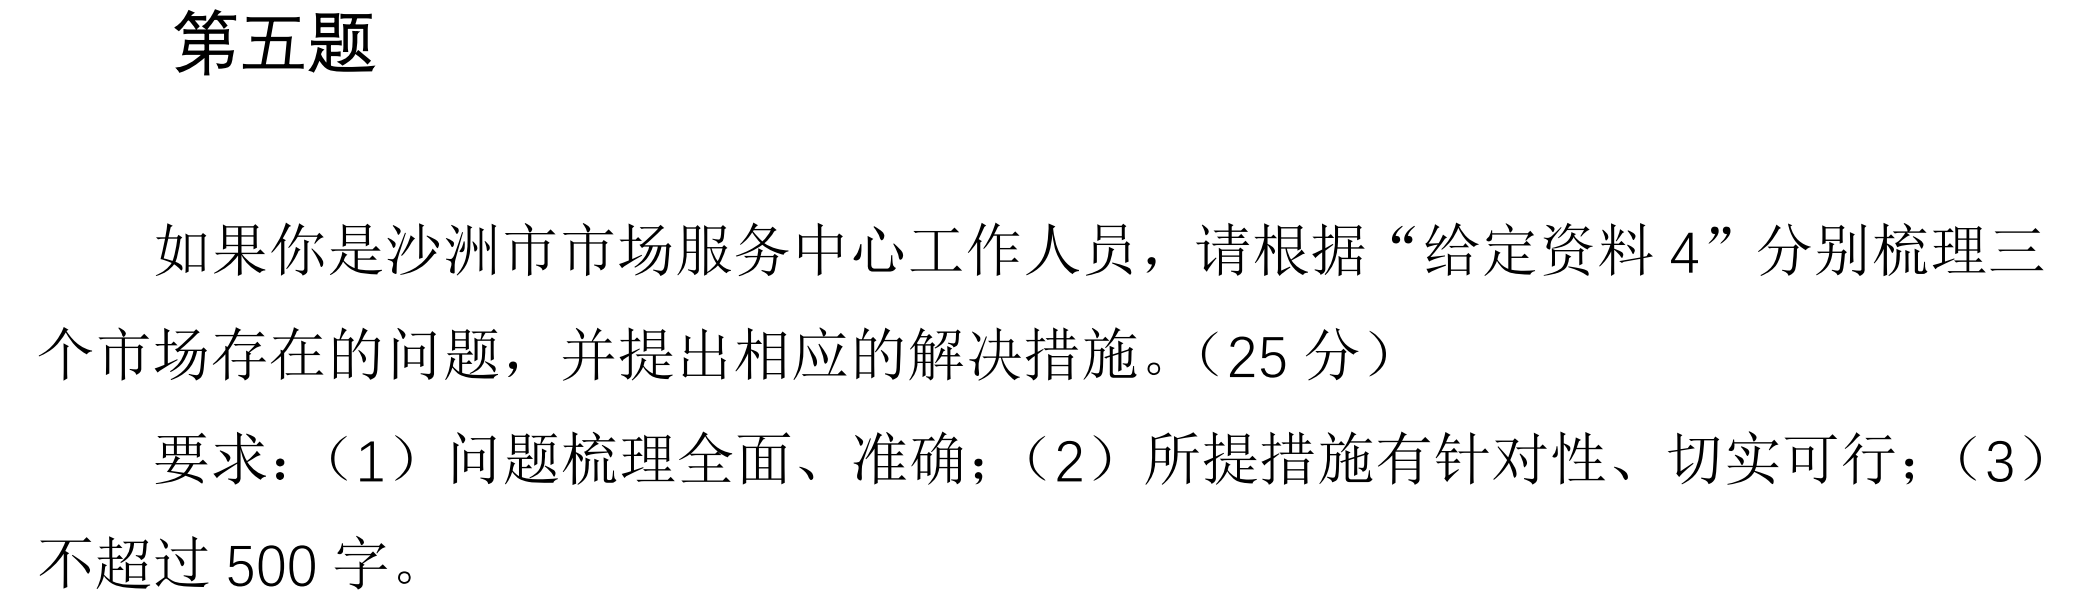 第五题
如果你是沙洲市市场服务中心工作人员，请根据“给定资料 4”分别梳理三
个市场存在的问题，并提出相应的解决措施。（25 分）
要求：（1）问题梳理全面、准确；（2）所提措施有针对性、切实可行；（3）
不超过 500 字。